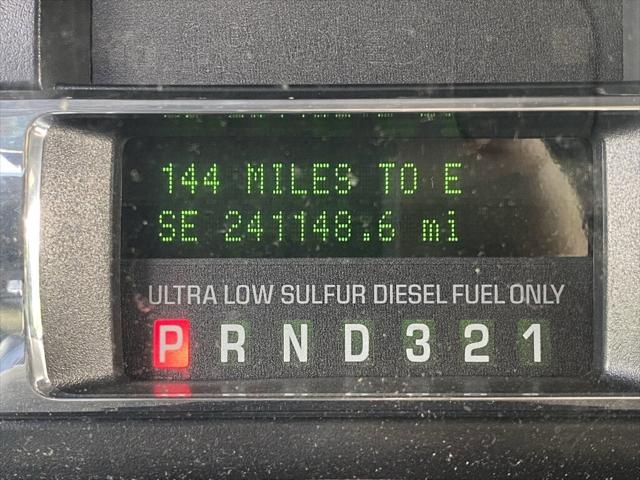 144 MILES TO E
SE 241148.6 mi
ULTRA LOW SULFUR DIESEL FUEL ONLY
P R N D 3 2 1